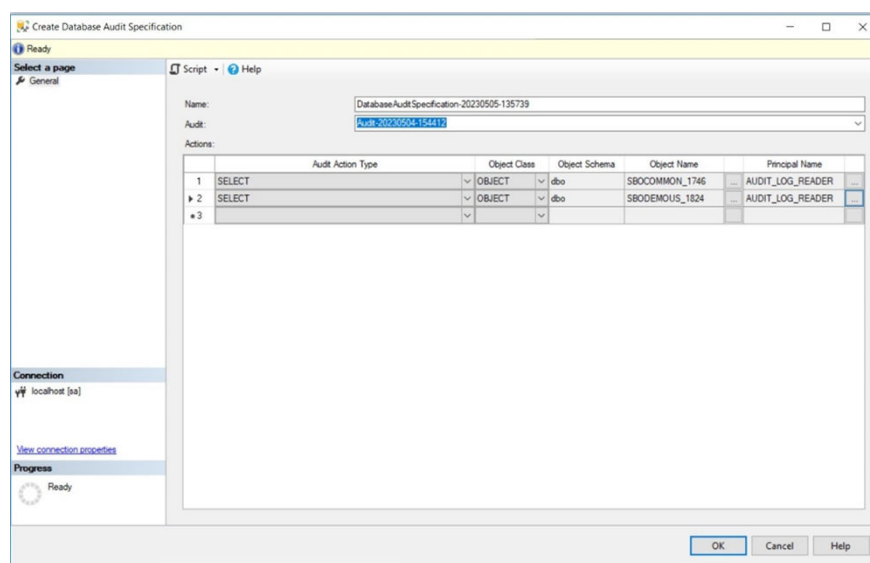 Create Database Audit Specification
Ready
Select a page
General
Script
Help
Name:
DatabaseAuditSpecification-20230505-135739
Audit:
Audit-20230504-154412
Actions:
Audit Action Type Object Class Object Schema Object Name Principal Name
1 SELECT OBJECT dbo SBOCOMMON_1746 ... AUDIT_LOG_READER ...
2 SELECT OBJECT dbo SBODEMOUS_1824 ... AUDIT_LOG_READER ...
3
Connection
localhost [sa]
View connection properties
Progress
Ready
OK Cancel Help